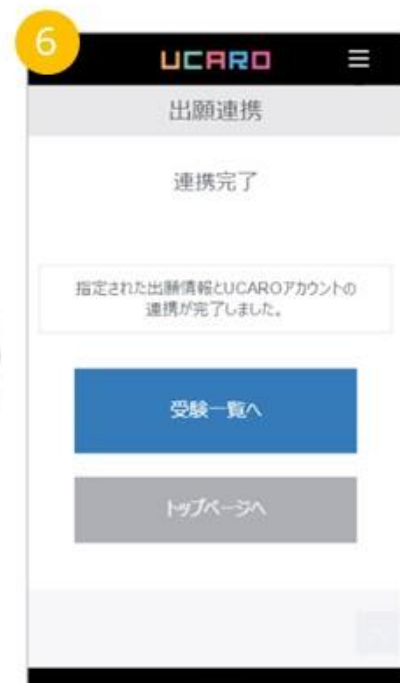 6
UCARO
出願連携
連携完了
指定された出願情報とUCAROアカウントの
連携が完了しました。
受験一覧へ
トップページへ